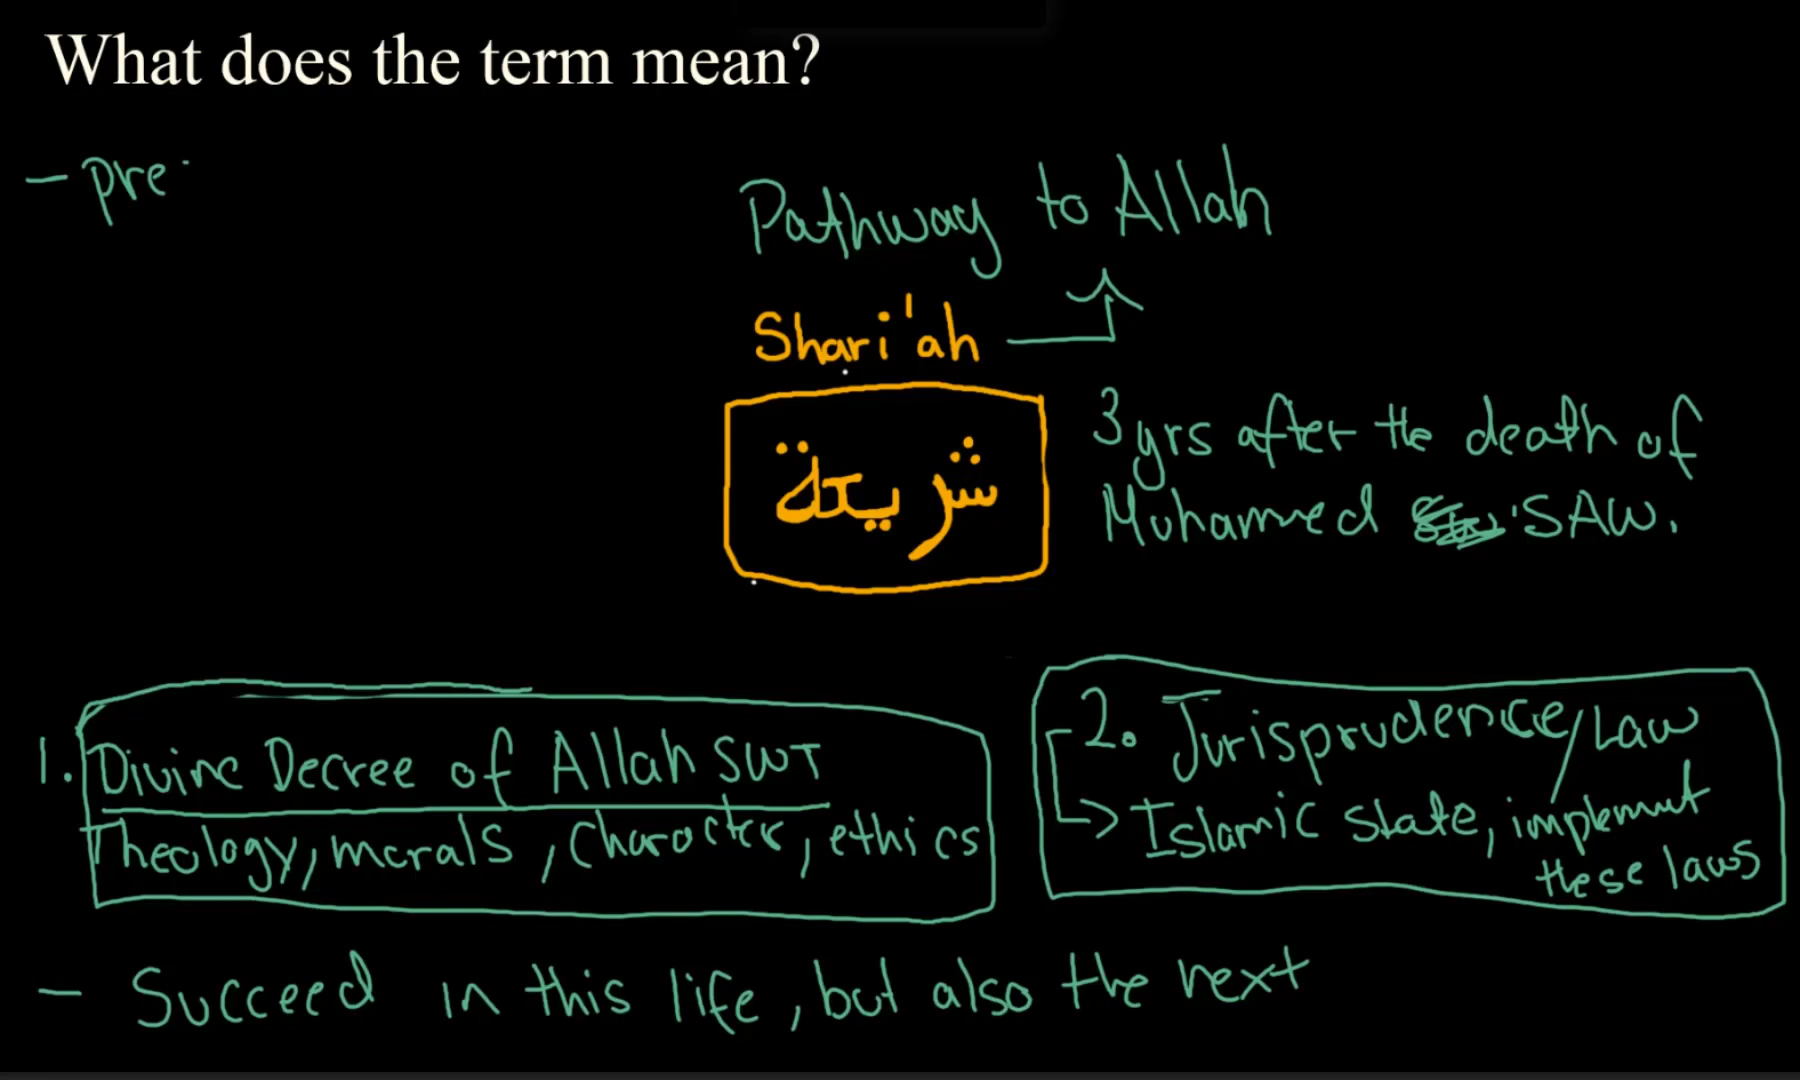 What does the term mean?
- pre-
Pathway to Allah
Shari'ah
شريعة
3 yrs after the death of
Muhammed SAW.
1. Divine Decree of Allah SWT
Theology, morals, character, ethics
2. Jurisprudence/Law
Islamic state, implement
these laws
- Succeed in this life, but also the next